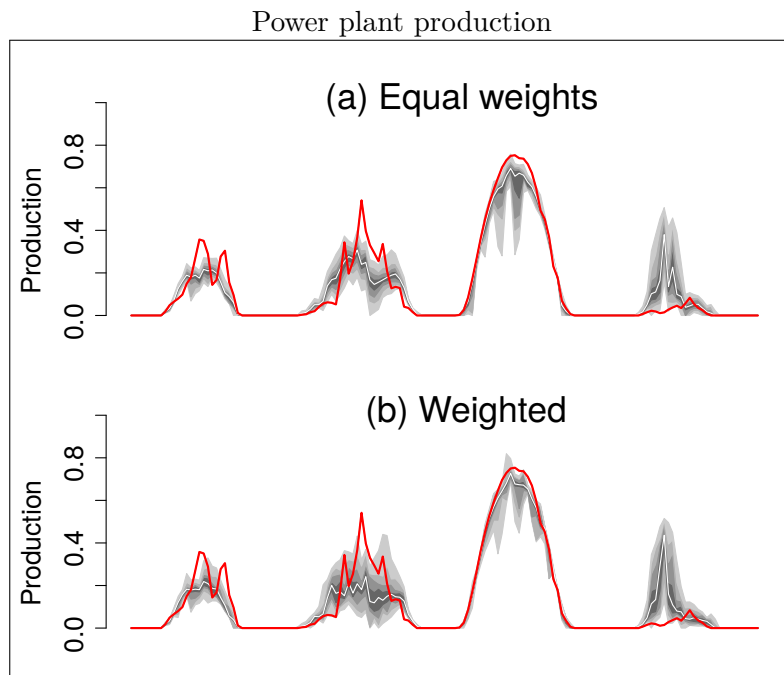 Power plant production
(a) Equal weights
Production
0.0
0.4
0.8
(b) Weighted
Production
0.0
0.4
0.8